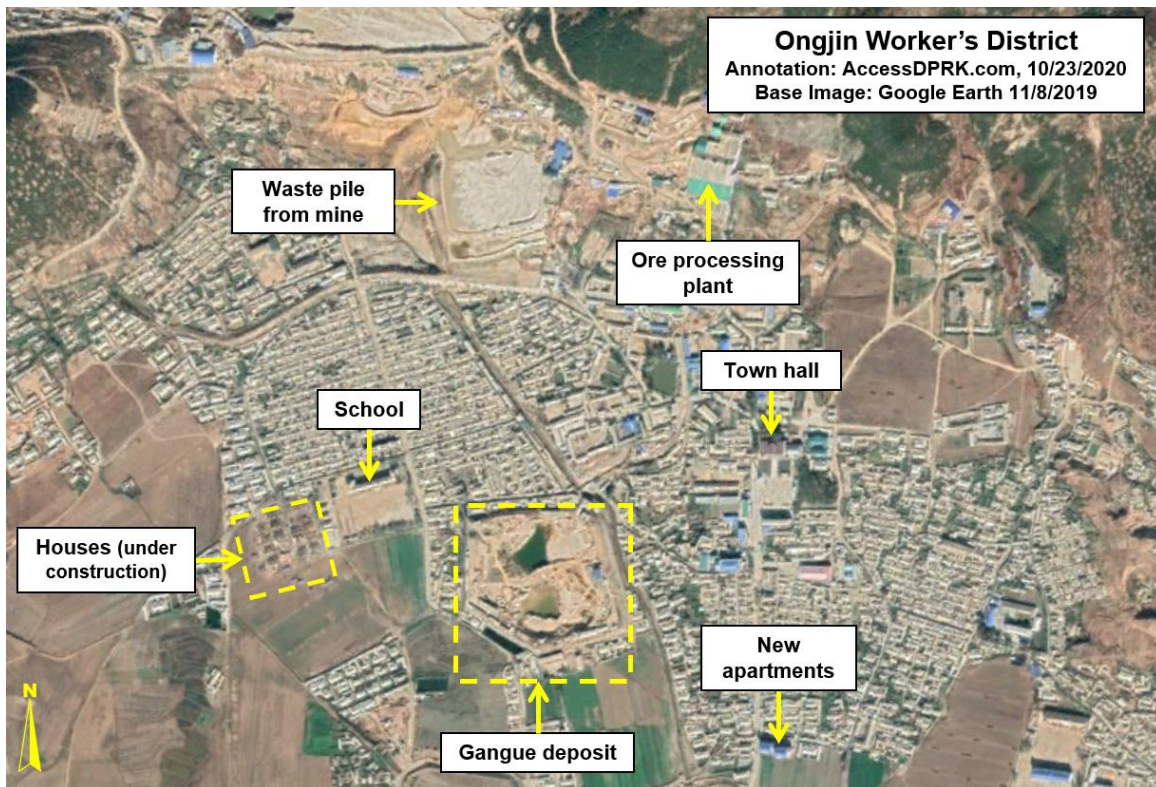 Ongjin Worker's District
Annotation: AccessDPRK.com, 10/23/2020
Base Image: Google Earth 11/8/2019
Waste pile
from mine
Ore processing
plant
Town hall
School
Houses (under
construction)
New
apartments
Gangue deposit
N